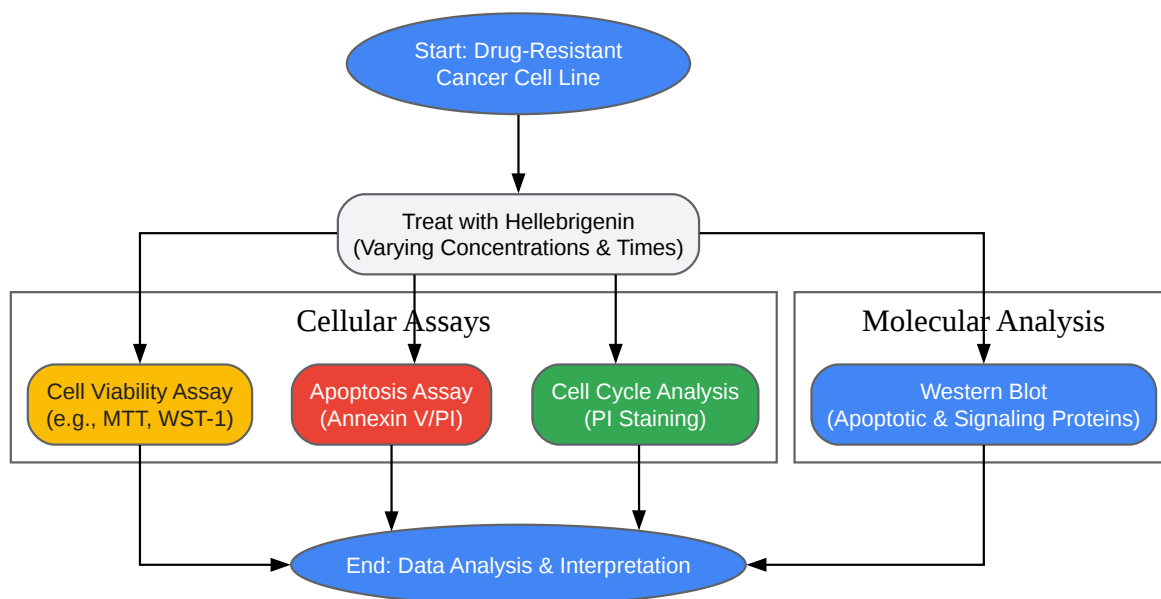 Start: Drug-Resistant
Cancer Cell Line
Treat with Hellebrigenin
(Varying Concentrations & Times)
Cellular Assays
Molecular Analysis
Cell Viability Assay
(e.g., MTT, WST-1)
Apoptosis Assay
(Annexin V/PI)
Cell Cycle Analysis
(PI Staining)
Western Blot
(Apoptotic & Signaling Proteins)
End: Data Analysis & Interpretation